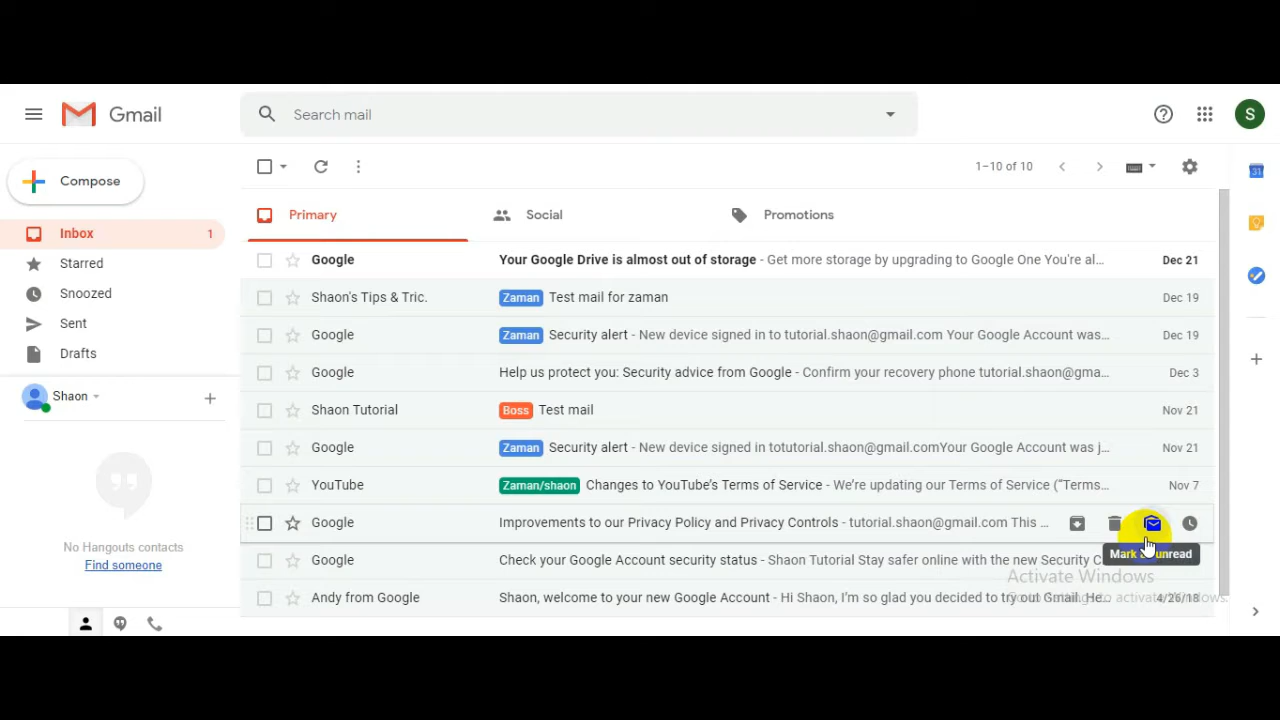 Gmail
Search mail
S
Compose
1–10 of 10
31
Inbox 1
Primary
Social
Promotions
Starred
Snoozed
Sent
Drafts
Shaon
No Hangouts contacts
Find someone
Google Your Google Drive is almost out of storage - Get more storage by upgrading to Google One You're al... Dec 21
Shaon's Tips & Tric. Zaman Test mail for zaman Dec 19
Google Zaman Security alert - New device signed in to tutorial.shaon@gmail.com Your Google Account was... Dec 19
Google Help us protect you: Security advice from Google - Confirm your recovery phone tutorial.shaon@gma... Dec 3
Shaon Tutorial Boss Test mail Nov 21
Google Zaman Security alert - New device signed in totutorial.shaon@gmail.comYour Google Account was j... Nov 21
YouTube Zaman/shaon Changes to YouTube's Terms of Service - We're updating our Terms of Service ("Terms... Nov 7
Google Improvements to our Privacy Policy and Privacy Controls - tutorial.shaon@gmail.com This ...
Mark as unread
Google Check your Google Account security status - Shaon Tutorial Stay safer online with the new Security C
Activate Windows
Andy from Google Shaon, welcome to your new Google Account - Hi Shaon, I'm so glad you decided to try out Gmail. He... 4/26/18
Go to Settings to activate Windows.